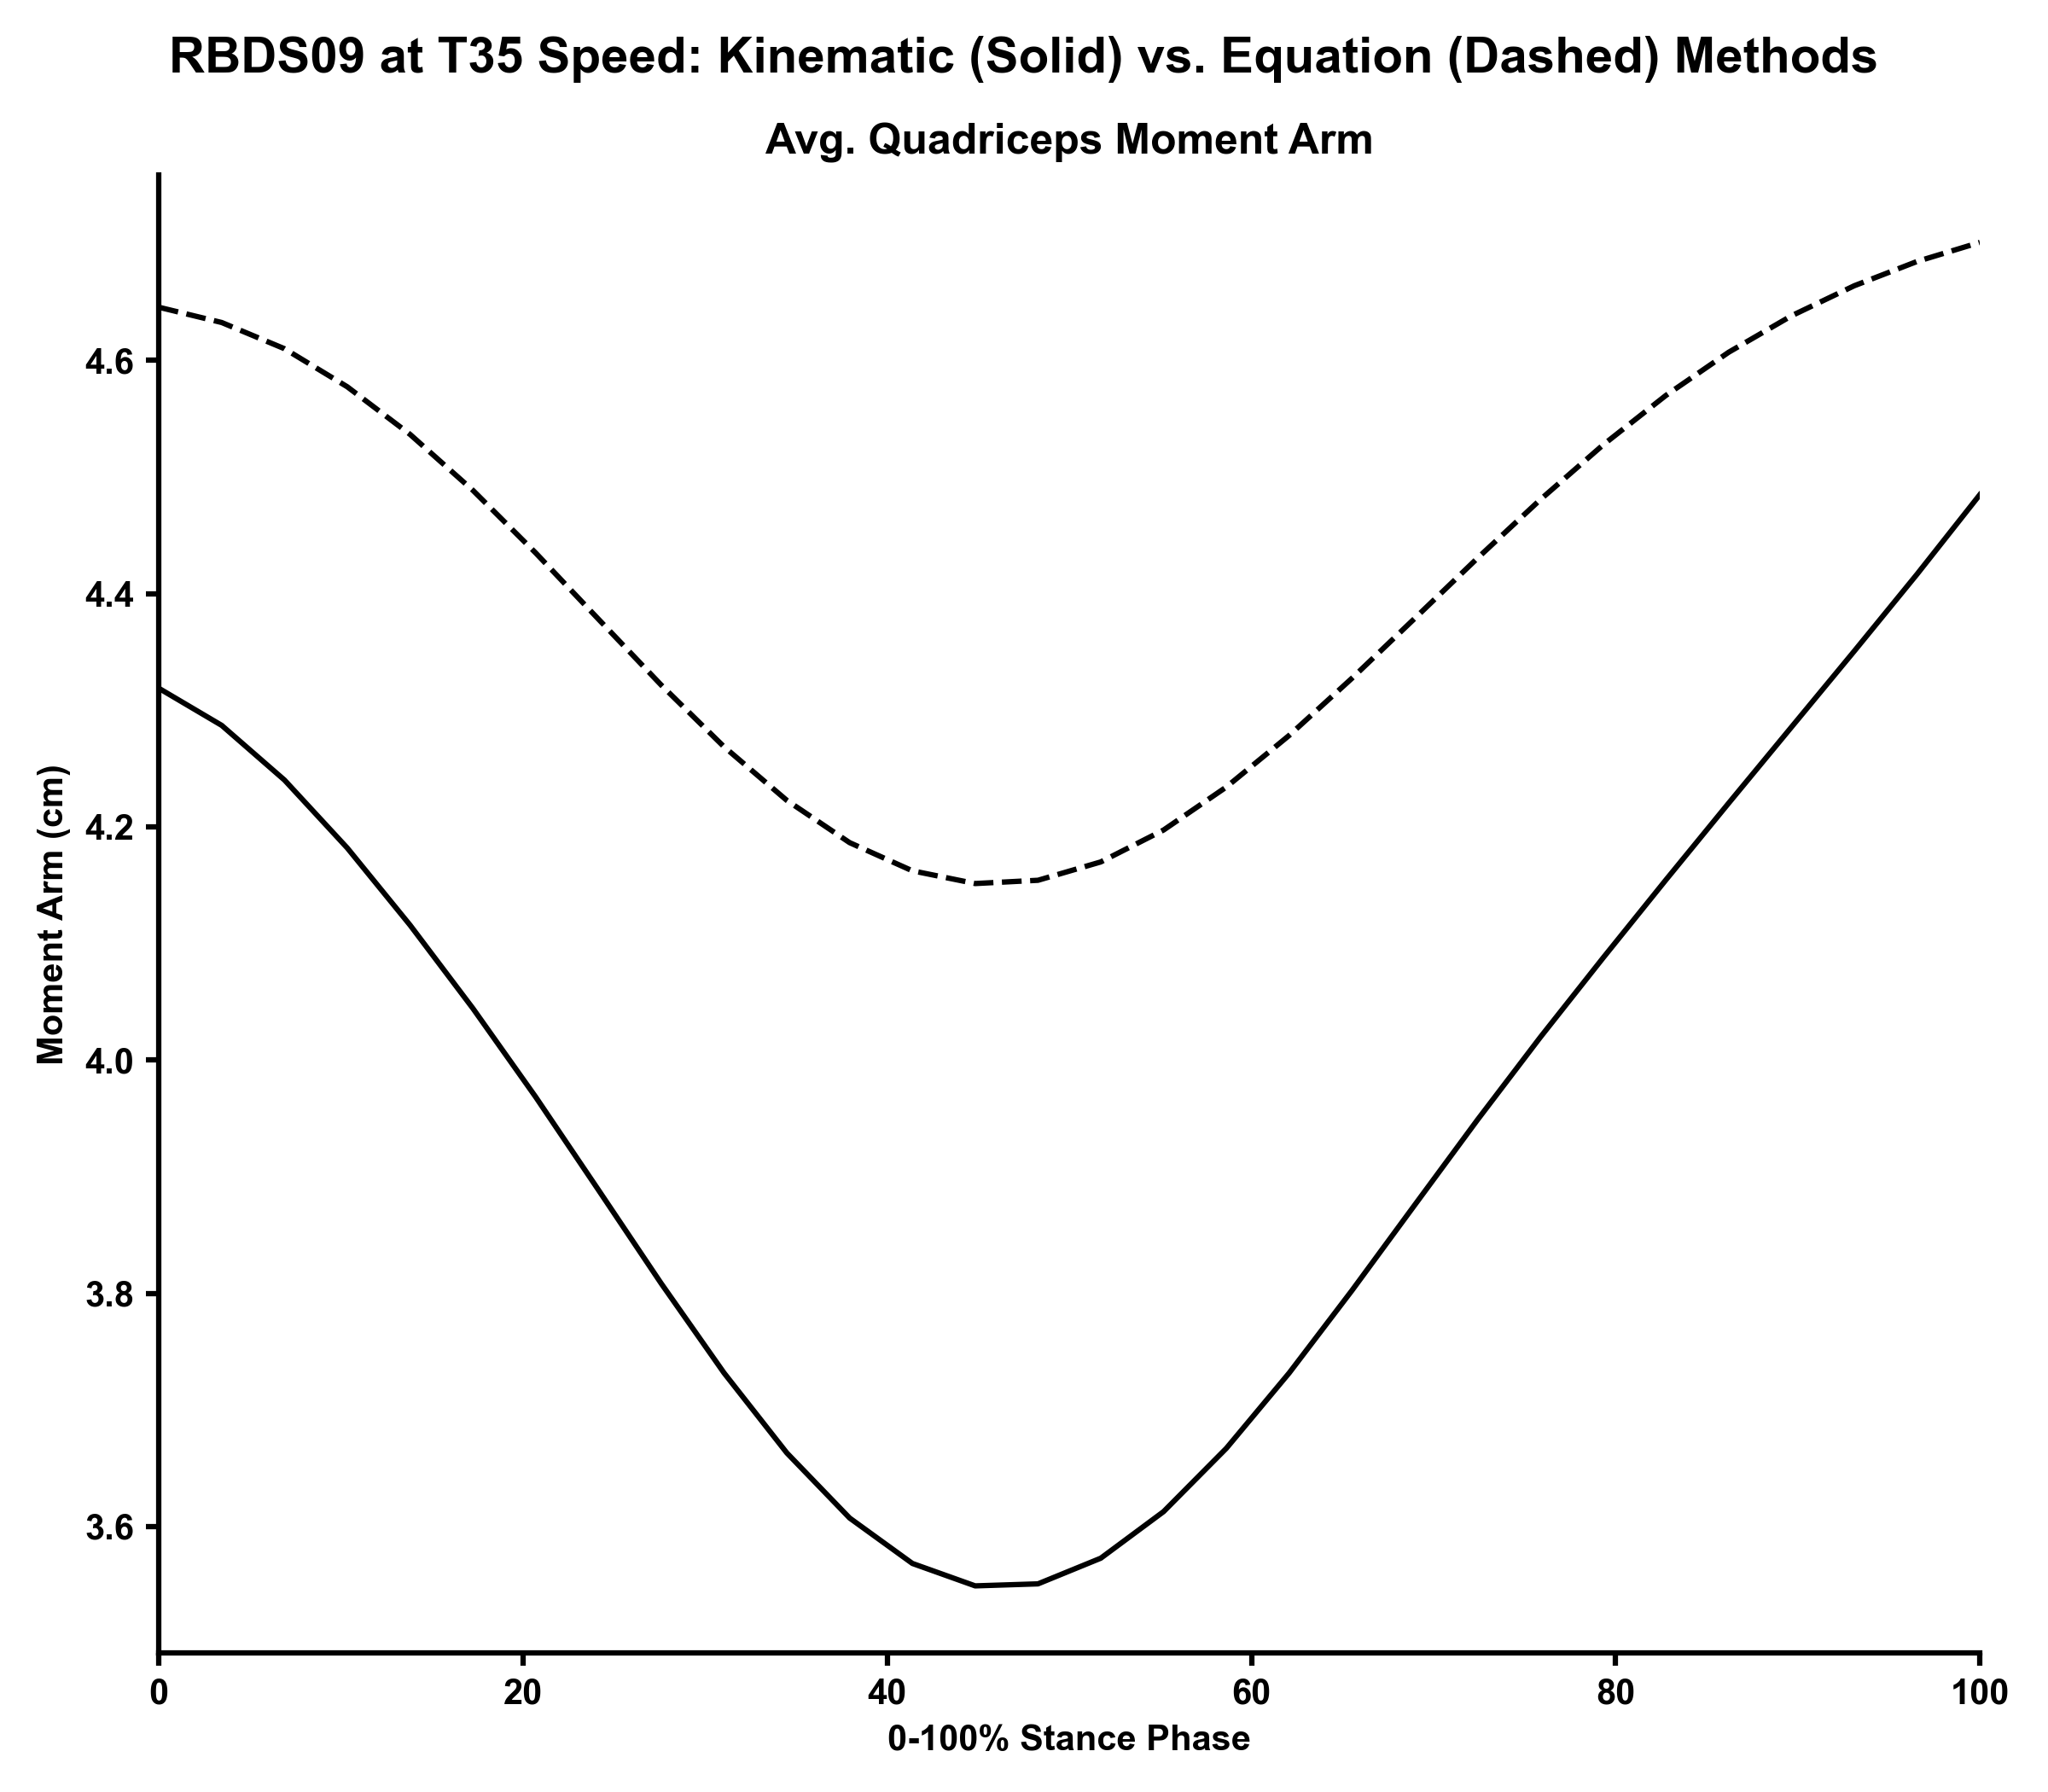 RBDS09 at T35 Speed: Kinematic (Solid) vs. Equation (Dashed) Methods
Avg. Quadriceps Moment Arm
Moment Arm (cm)
4.6
4.4
4.2
4.0
3.8
3.6
0 20 40 60 80 100
0-100% Stance Phase